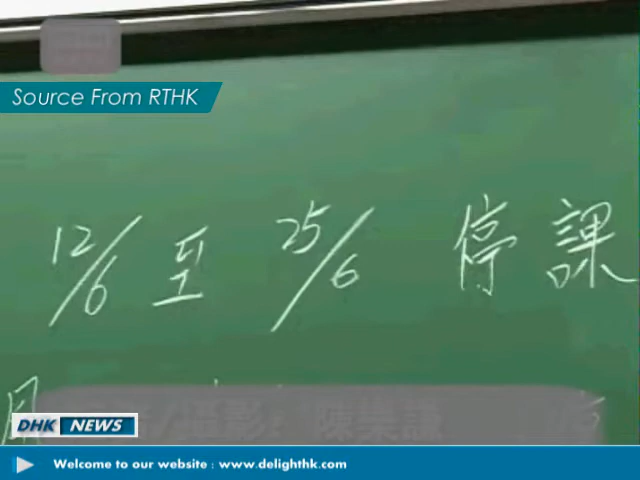 Source From RTHK
12/6 至 25/6 停課
DHK NEWS
Welcome to our website : www.delighthk.com